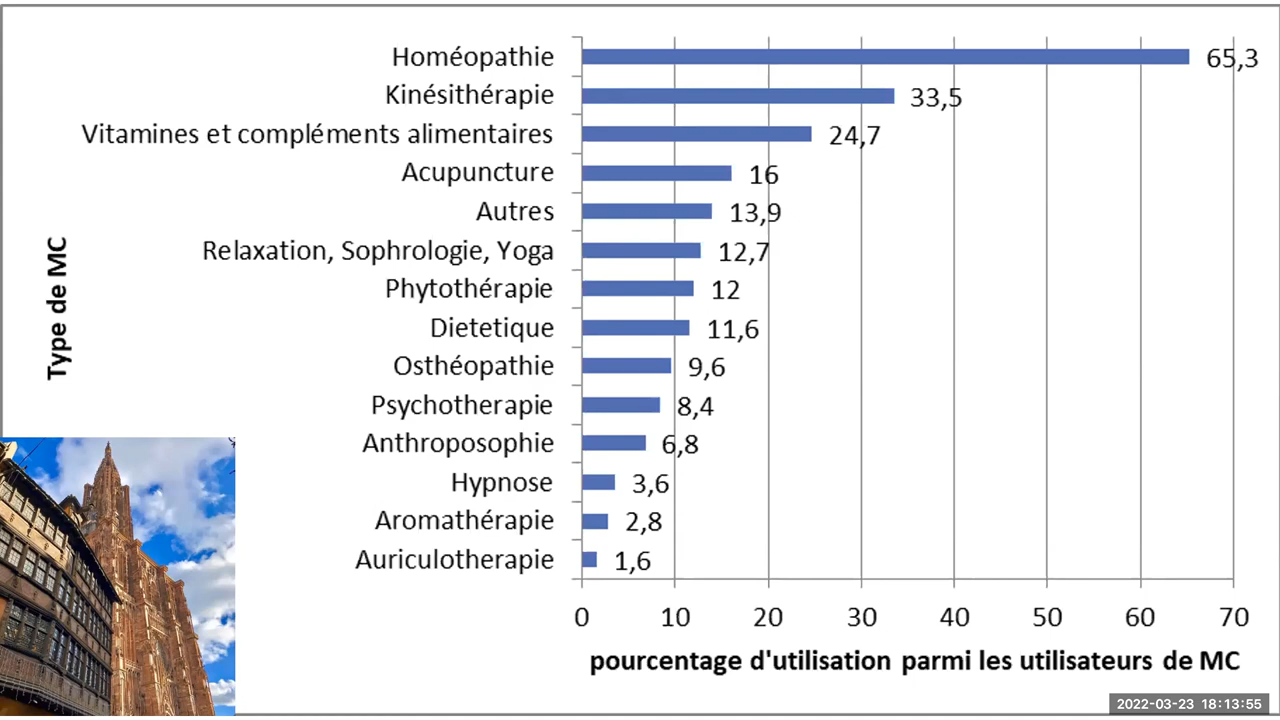 Homéopathie 65,3
Kinésithérapie 33,5
Vitamines et compléments alimentaires 24,7
Acupuncture 16
Autres 13,9
Relaxation, Sophrologie, Yoga 12,7
Phytothérapie 12
Dietetique 11,6
Osthéopathie 9,6
Psychotherapie 8,4
Anthroposophie 6,8
Hypnose 3,6
Aromathérapie 2,8
Auriculotherapie 1,6
Type de MC
0 10 20 30 40 50 60 70
pourcentage d'utilisation parmi les utilisateurs de MC
2022-03-23 18:13:55